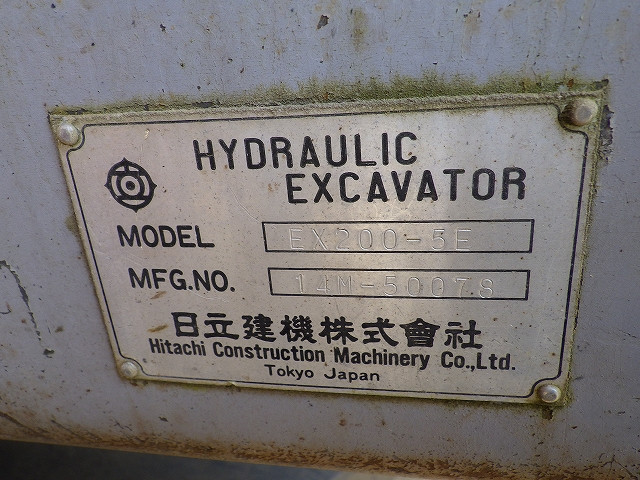 HYDRAULIC
EXCAVATOR
MODEL EX200-5E
MFG.NO. 14M-50078
日立建機株式會社
Hitachi Construction Machinery Co.,Ltd.
Tokyo Japan